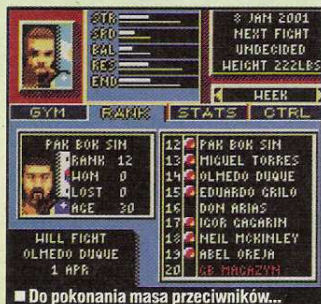 STR
SPD
BAL
RES
END
8 JAN 2001
NEXT FIGHT
UNDECIDED
WEIGHT 222LBS
WEEK
GYM RANK STATS CTRL
PAK BOK SIN
RANK 12
WON 0
LOST 0
AGE 30
WILL FIGHT
OLMEDO DUQUE
1 APR
12 PAK BOK SIN
13 MIGUEL TORRES
14 OLMEDO DUQUE
15 EDUARDO GRILO
16 DON ARIAS
17 IGOR GAGARIN
18 NEIL MCKINLEY
19 ABEL OREJA
20 GB MAGAZYN
■ Do pokonania masa przeciwników...